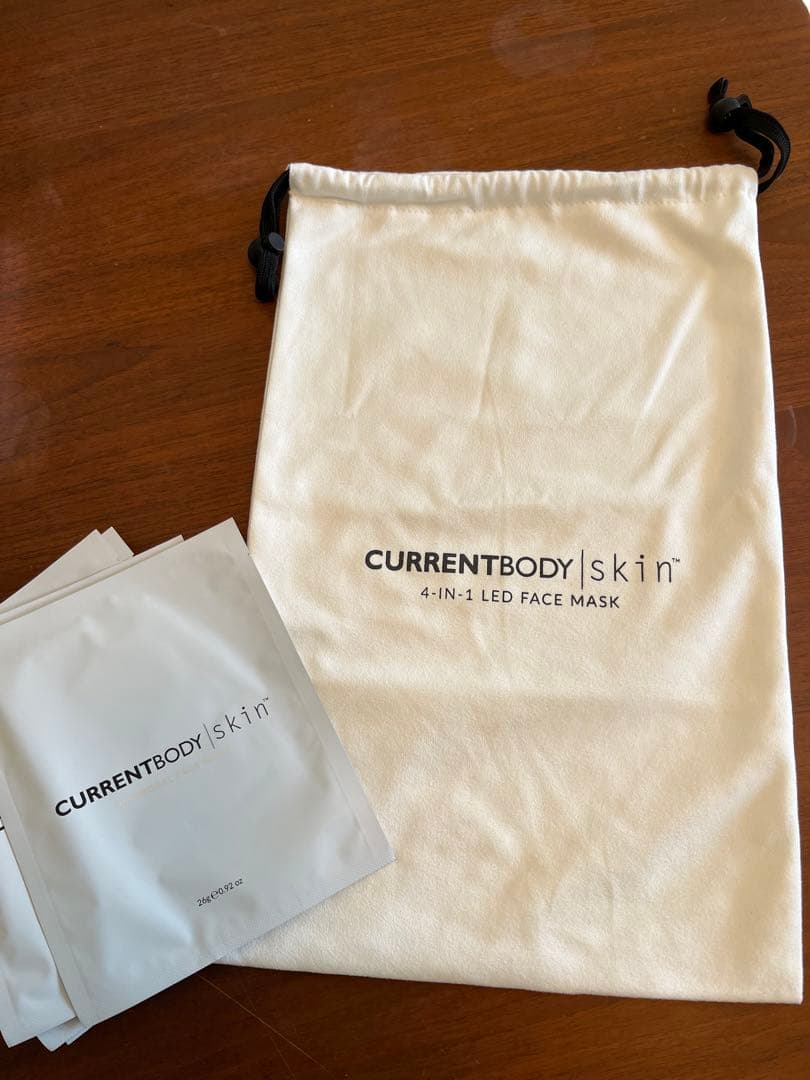 CURRENTBODY|skin™
4-IN-1 LED FACE MASK
CURRENTBODY|skin™
26g℮0.92 oz